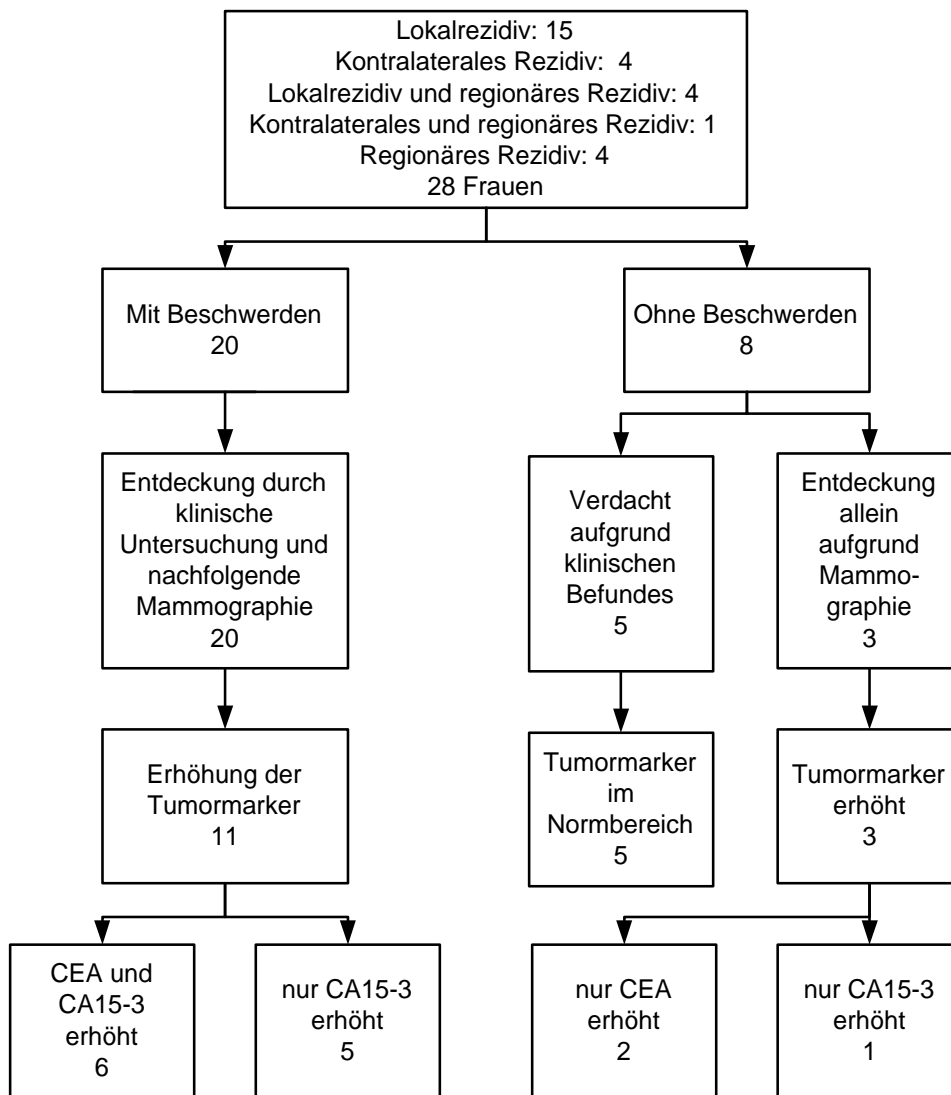 Lokalrezidiv: 15
Kontralaterales Rezidiv:  4
Lokalrezidiv und regionäres Rezidiv: 4
Kontralaterales und regionäres Rezidiv: 1
Regionäres Rezidiv: 4
28 Frauen
Mit Beschwerden
20
Ohne Beschwerden
8
Entdeckung durch
klinische
Untersuchung und
nachfolgende
Mammographie
20
Verdacht
aufgrund
klinischen
Befundes
5
Entdeckung
allein
aufgrund
Mammo-
graphie
3
Erhöhung der
Tumormarker
11
Tumormarker
im
Normbereich
5
Tumormarker
erhöht
3
CEA und
CA15-3
erhöht
6
nur CA15-3
erhöht
5
nur CEA
erhöht
2
nur CA15-3
erhöht
1